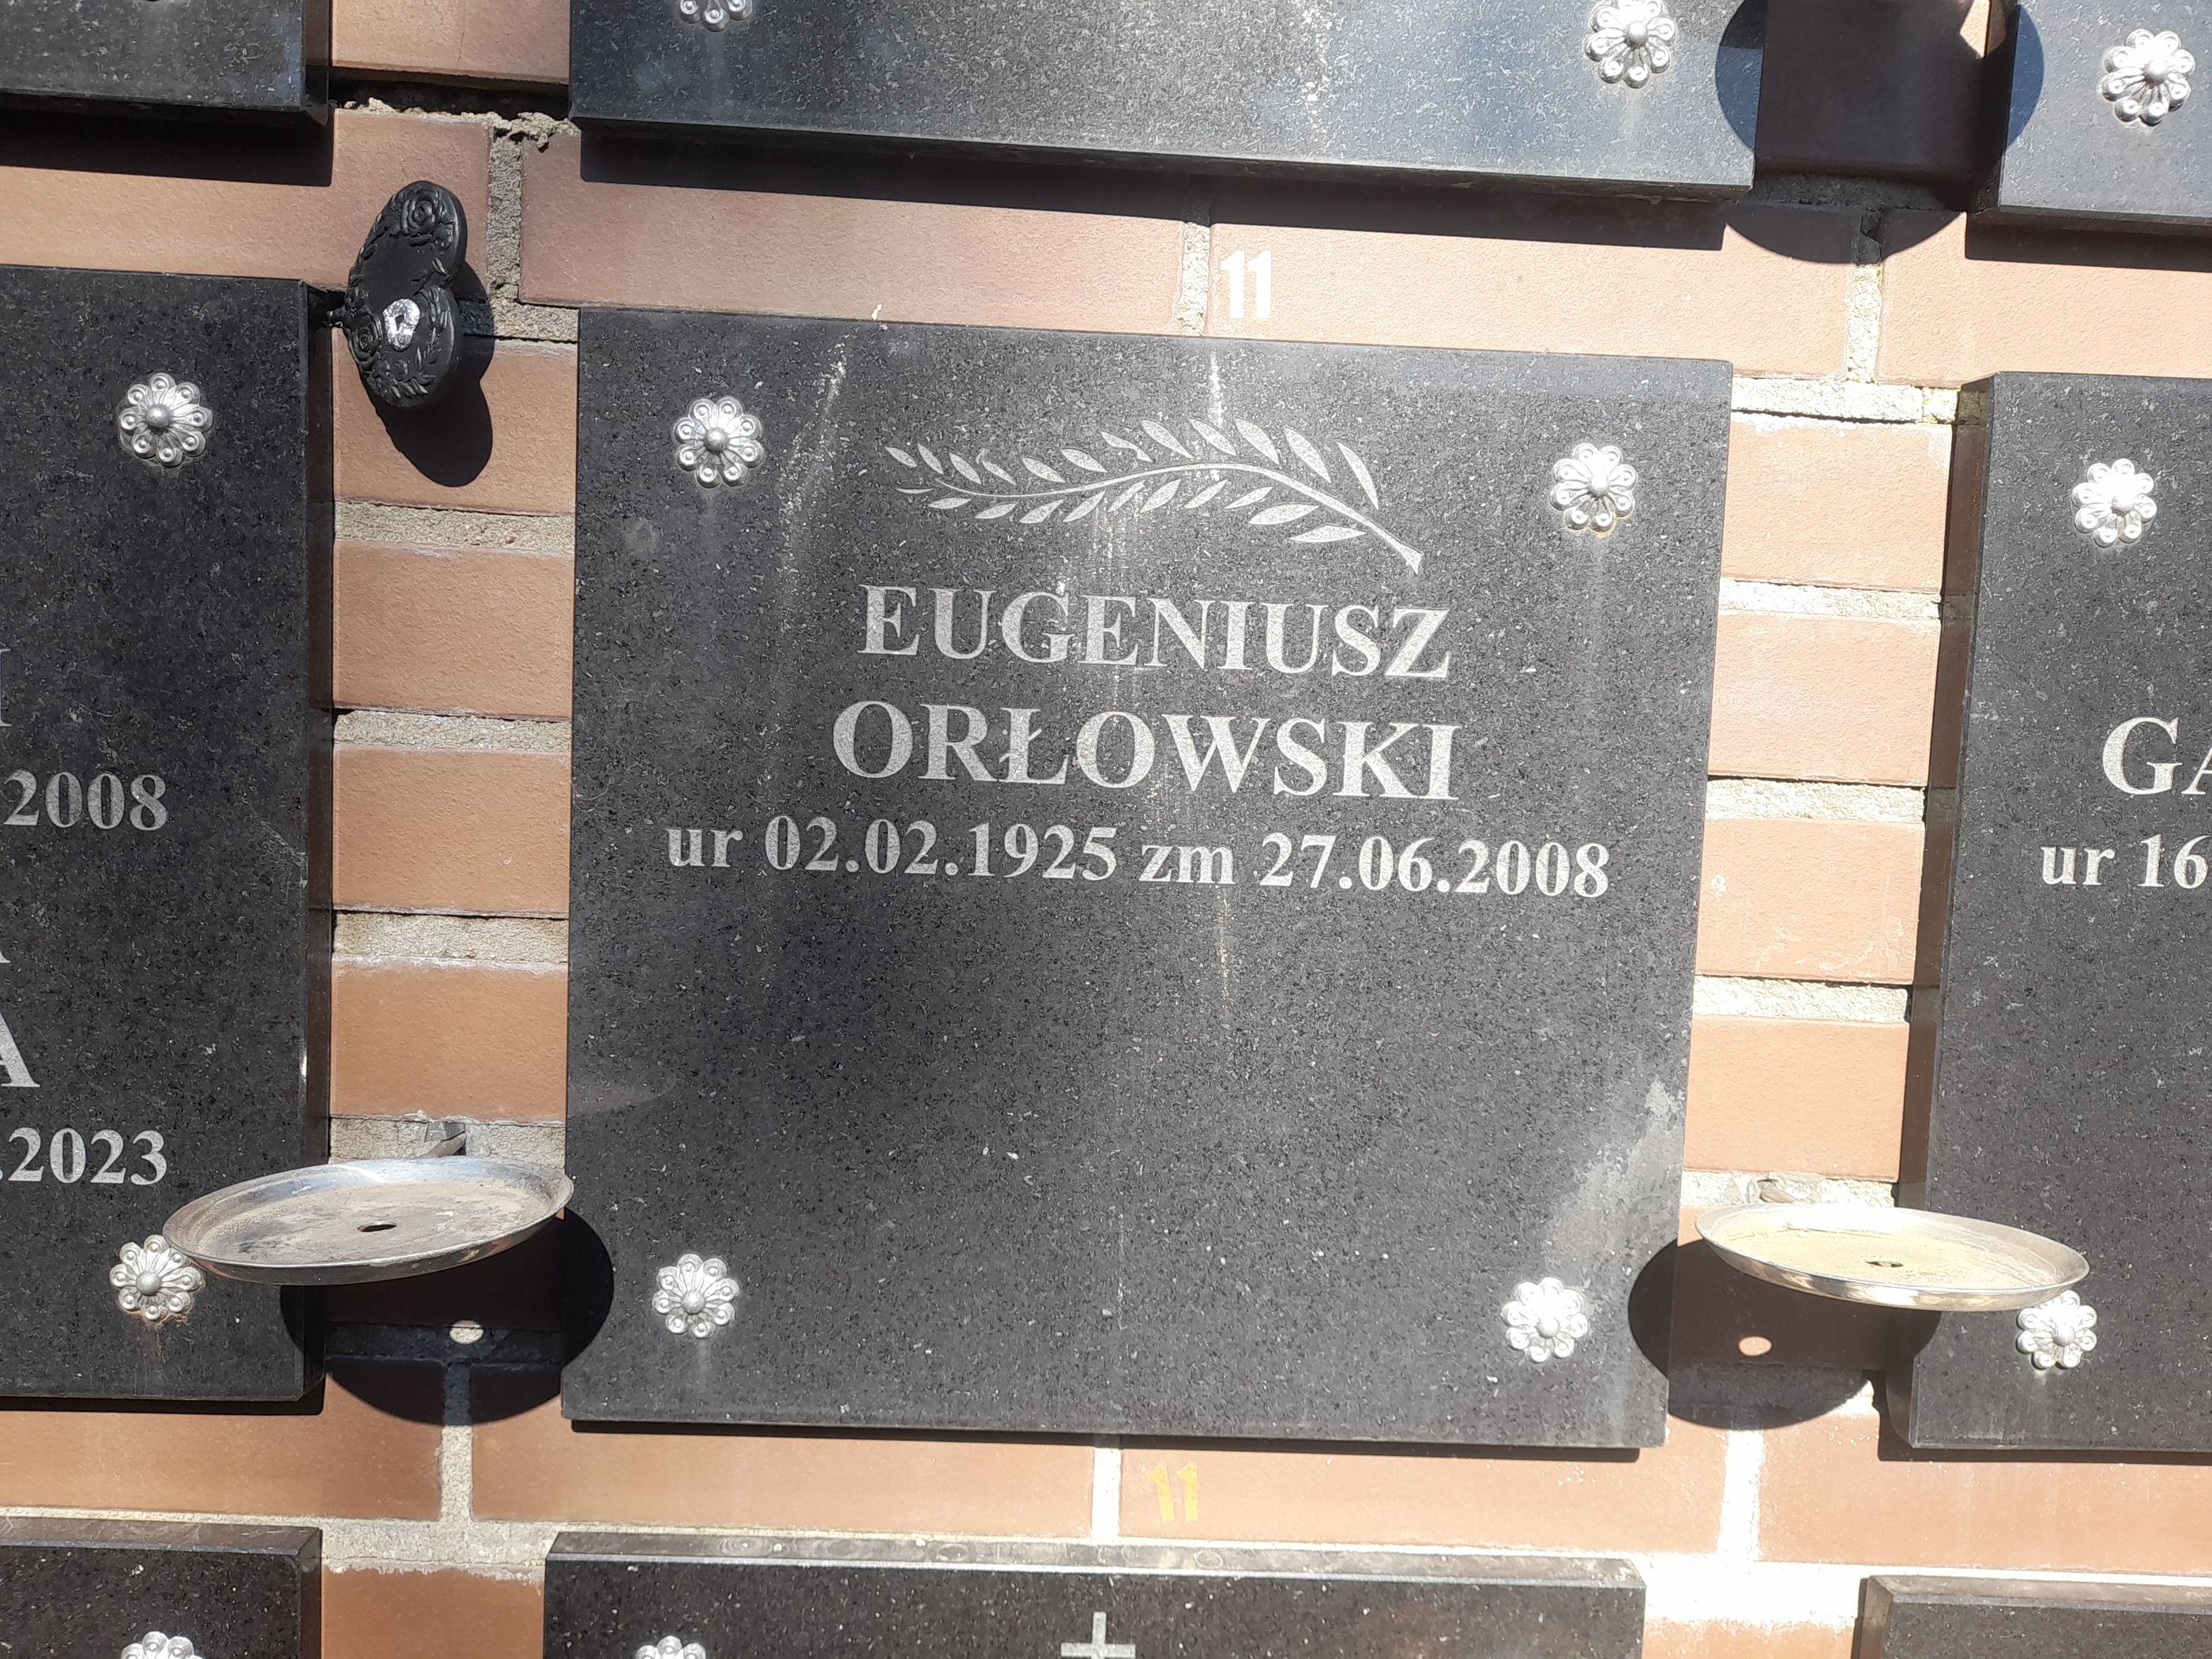 11
EUGENIUSZ
ORŁOWSKI
ur 02.02.1925 zm 27.06.2008
2008
A
.2023
GA
ur 16
11